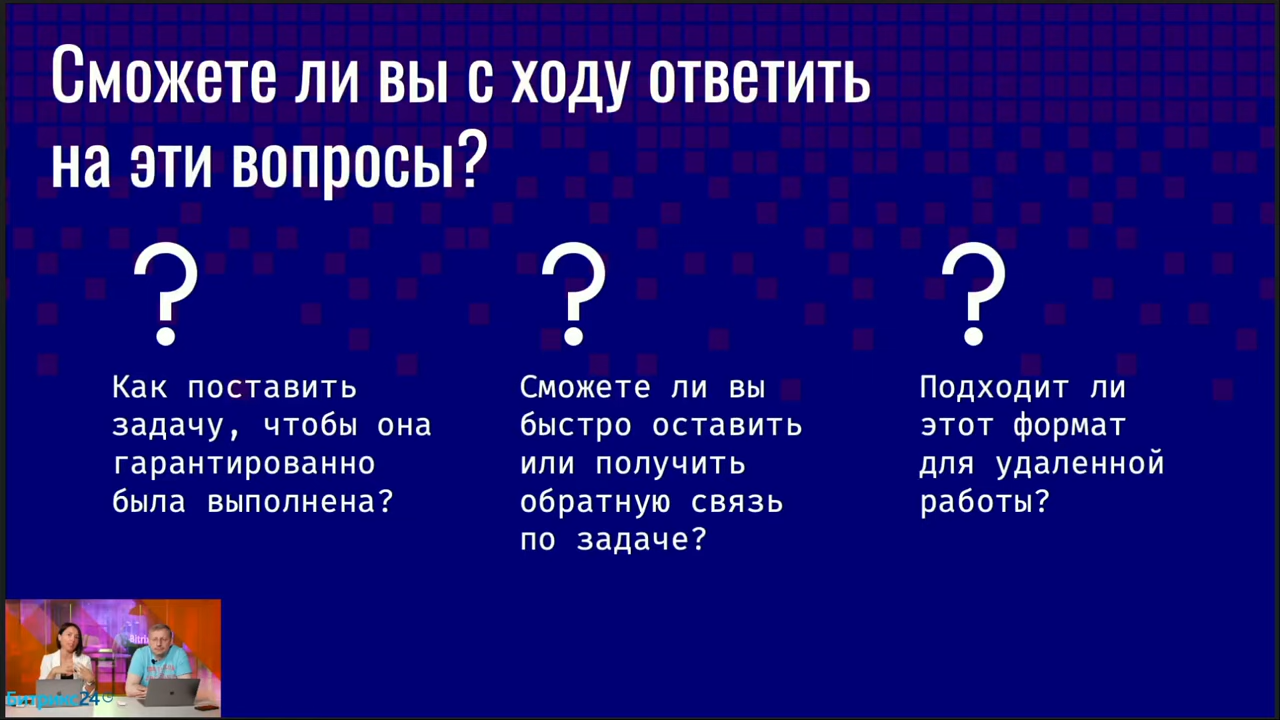 Сможете ли вы с ходу ответить
на эти вопросы?
?
?
?
Как поставить
задачу, чтобы она
гарантированно
была выполнена?
Сможете ли вы
быстро оставить
или получить
обратную связь
по задаче?
Подходит ли
этот формат
для удаленной
работы?
Битрикс24